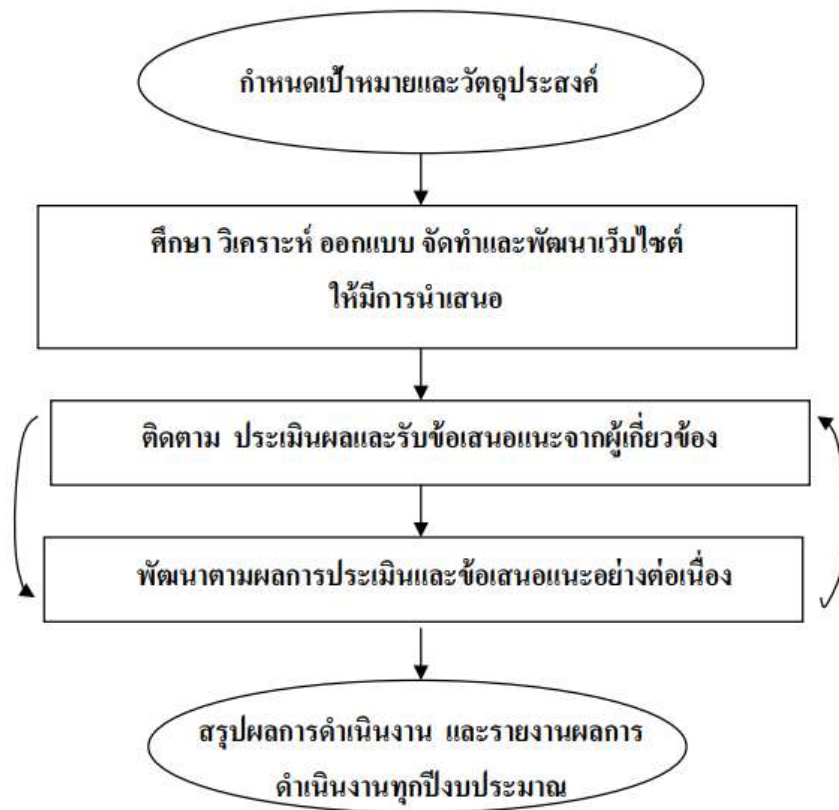 กำหนดเป้าหมายและวัตถุประสงค์
ศึกษา วิเคราะห์ ออกแบบ จัดทำและพัฒนาเว็บไซต์
ให้มีการนำเสนอ
ติดตาม ประเมินผลและรับข้อเสนอแนะจากผู้เกี่ยวข้อง
พัฒนาตามผลการประเมินและข้อเสนอแนะอย่างต่อเนื่อง
สรุปผลการดำเนินงาน และรายงานผลการ
ดำเนินงานทุกปีงบประมาณ